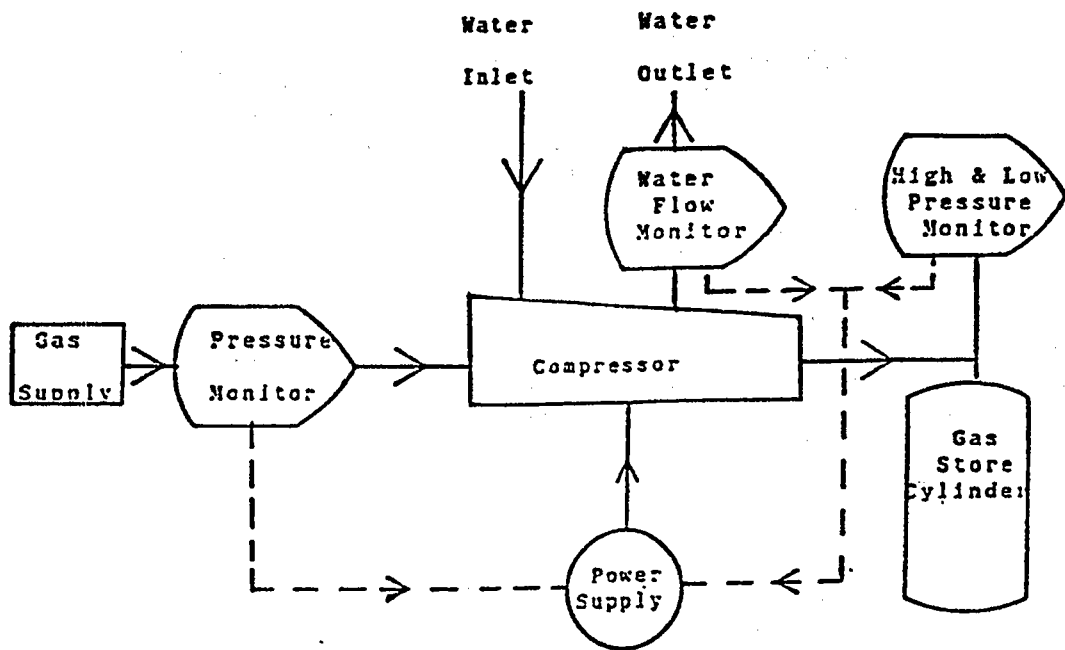 Water
Inlet
Water
Outlet
Water
Flow
Monitor
High & Low
Pressure
Monitor
Gas
Supply
Pressure
Monitor
Compressor
Gas
Store
Cylinder
Power
Supply